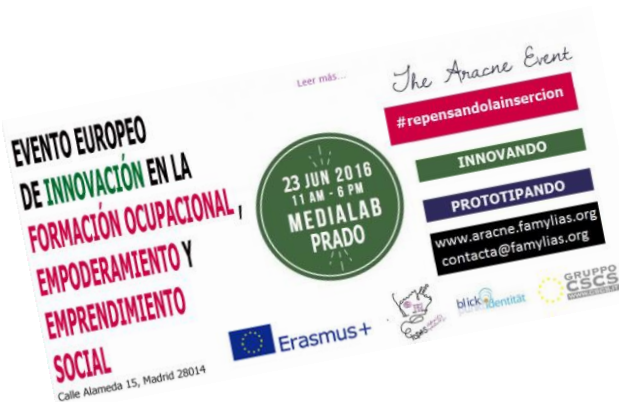 EVENTO EUROPEO
DE INNOVACIÓN EN LA
FORMACIÓN OCUPACIONAL ,
EMPODERAMIENTO Y
EMPRENDIMIENTO
SOCIAL
Calle Alameda 15, Madrid 28014
Leer más...
23 JUN 2016
11 AM - 6 PM
MEDIALAB
PRADO
Erasmus+
The Aracne Event
#repensandolainsercion
INNOVANDO
PROTOTIPANDO
www.aracne.famylias.org
contacta@famylias.org
blick
identität
GRUPPO
CSCS